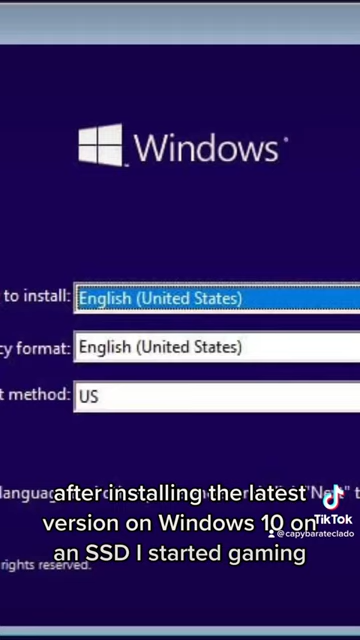 Windows
to install: English (United States)
cy format: English (United States)
t method: US
after installing the latest
version on Windows 10 on
an SSD I started gaming
TikTok
@capybarateclado
rights reserved.